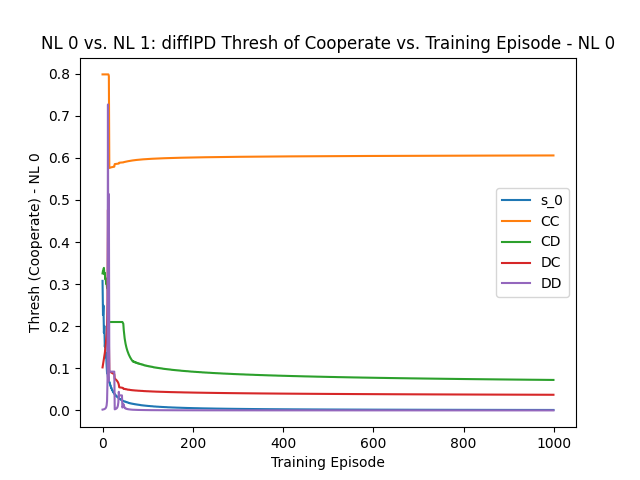 NL 0 vs. NL 1: diffIPD Thresh of Cooperate vs. Training Episode - NL 0
Thresh (Cooperate) - NL 0
0.8
0.7
0.6
0.5
0.4
0.3
0.2
0.1
0.0
s_0
CC
CD
DC
DD
0 200 400 600 800 1000
Training Episode